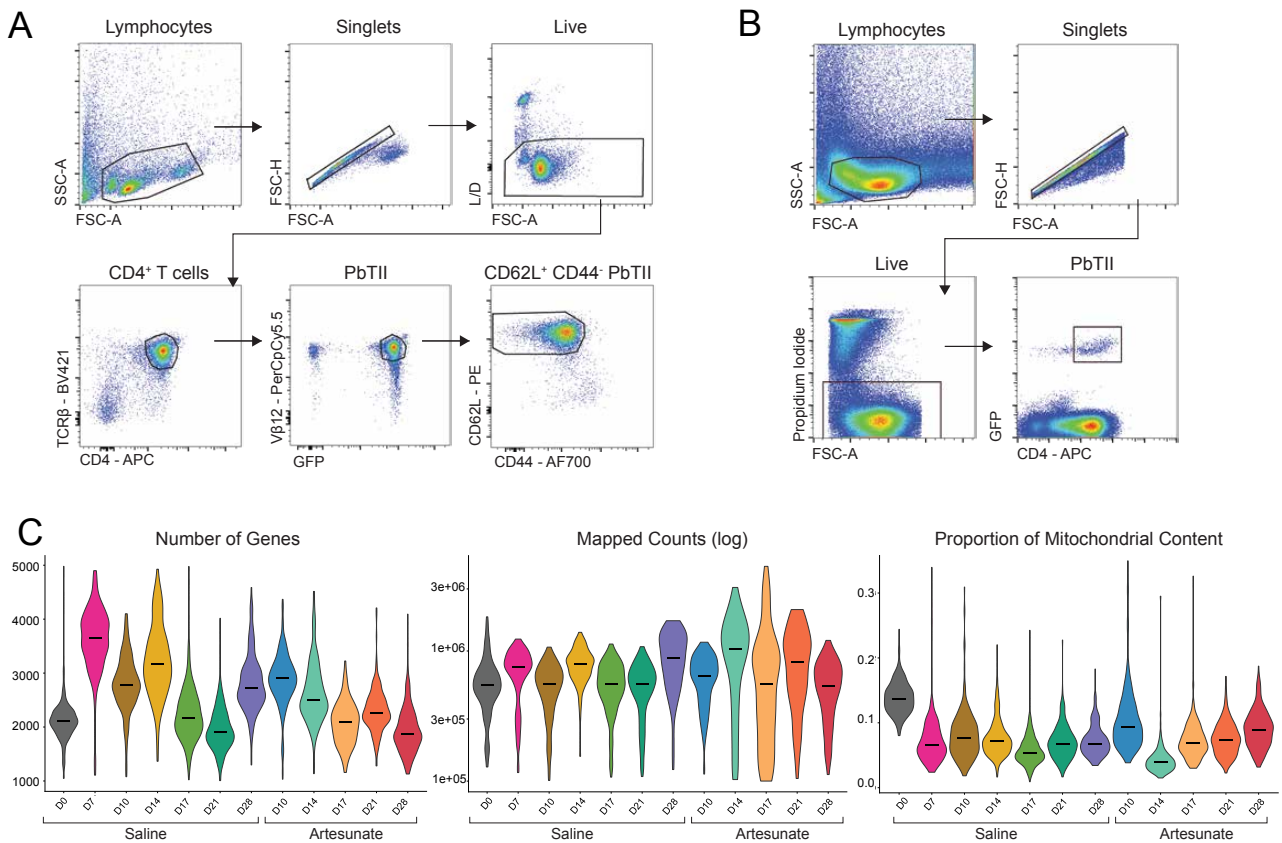 A
Lymphocytes
Singlets
Live
SSC-A
FSC-A
FSC-H
FSC-A
L/D
FSC-A
CD4⁺ T cells
PbTII
CD62L⁺ CD44⁻ PbTII
TCRβ - BV421
CD4 - APC
Vβ12 - PerCpCy5.5
GFP
CD62L - PE
CD44 - AF700
B
Lymphocytes
Singlets
SSC-A
FSC-A
FSC-H
FSC-A
Live
PbTII
Propidium Iodide
FSC-A
GFP
CD4 - APC
C
Number of Genes
5000
4000
3000
2000
1000
D0 D7 D10 D14 D17 D21 D28 D10 D14 D17 D21 D28
Saline Artesunate
Mapped Counts (log)
3e+06
1e+06
3e+05
1e+05
D0 D7 D10 D14 D17 D21 D28 D10 D14 D17 D21 D28
Saline Artesunate
Proportion of Mitochondrial Content
0.3
0.2
0.1
0.0
D0 D7 D10 D14 D17 D21 D28 D10 D14 D17 D21 D28
Saline Artesunate